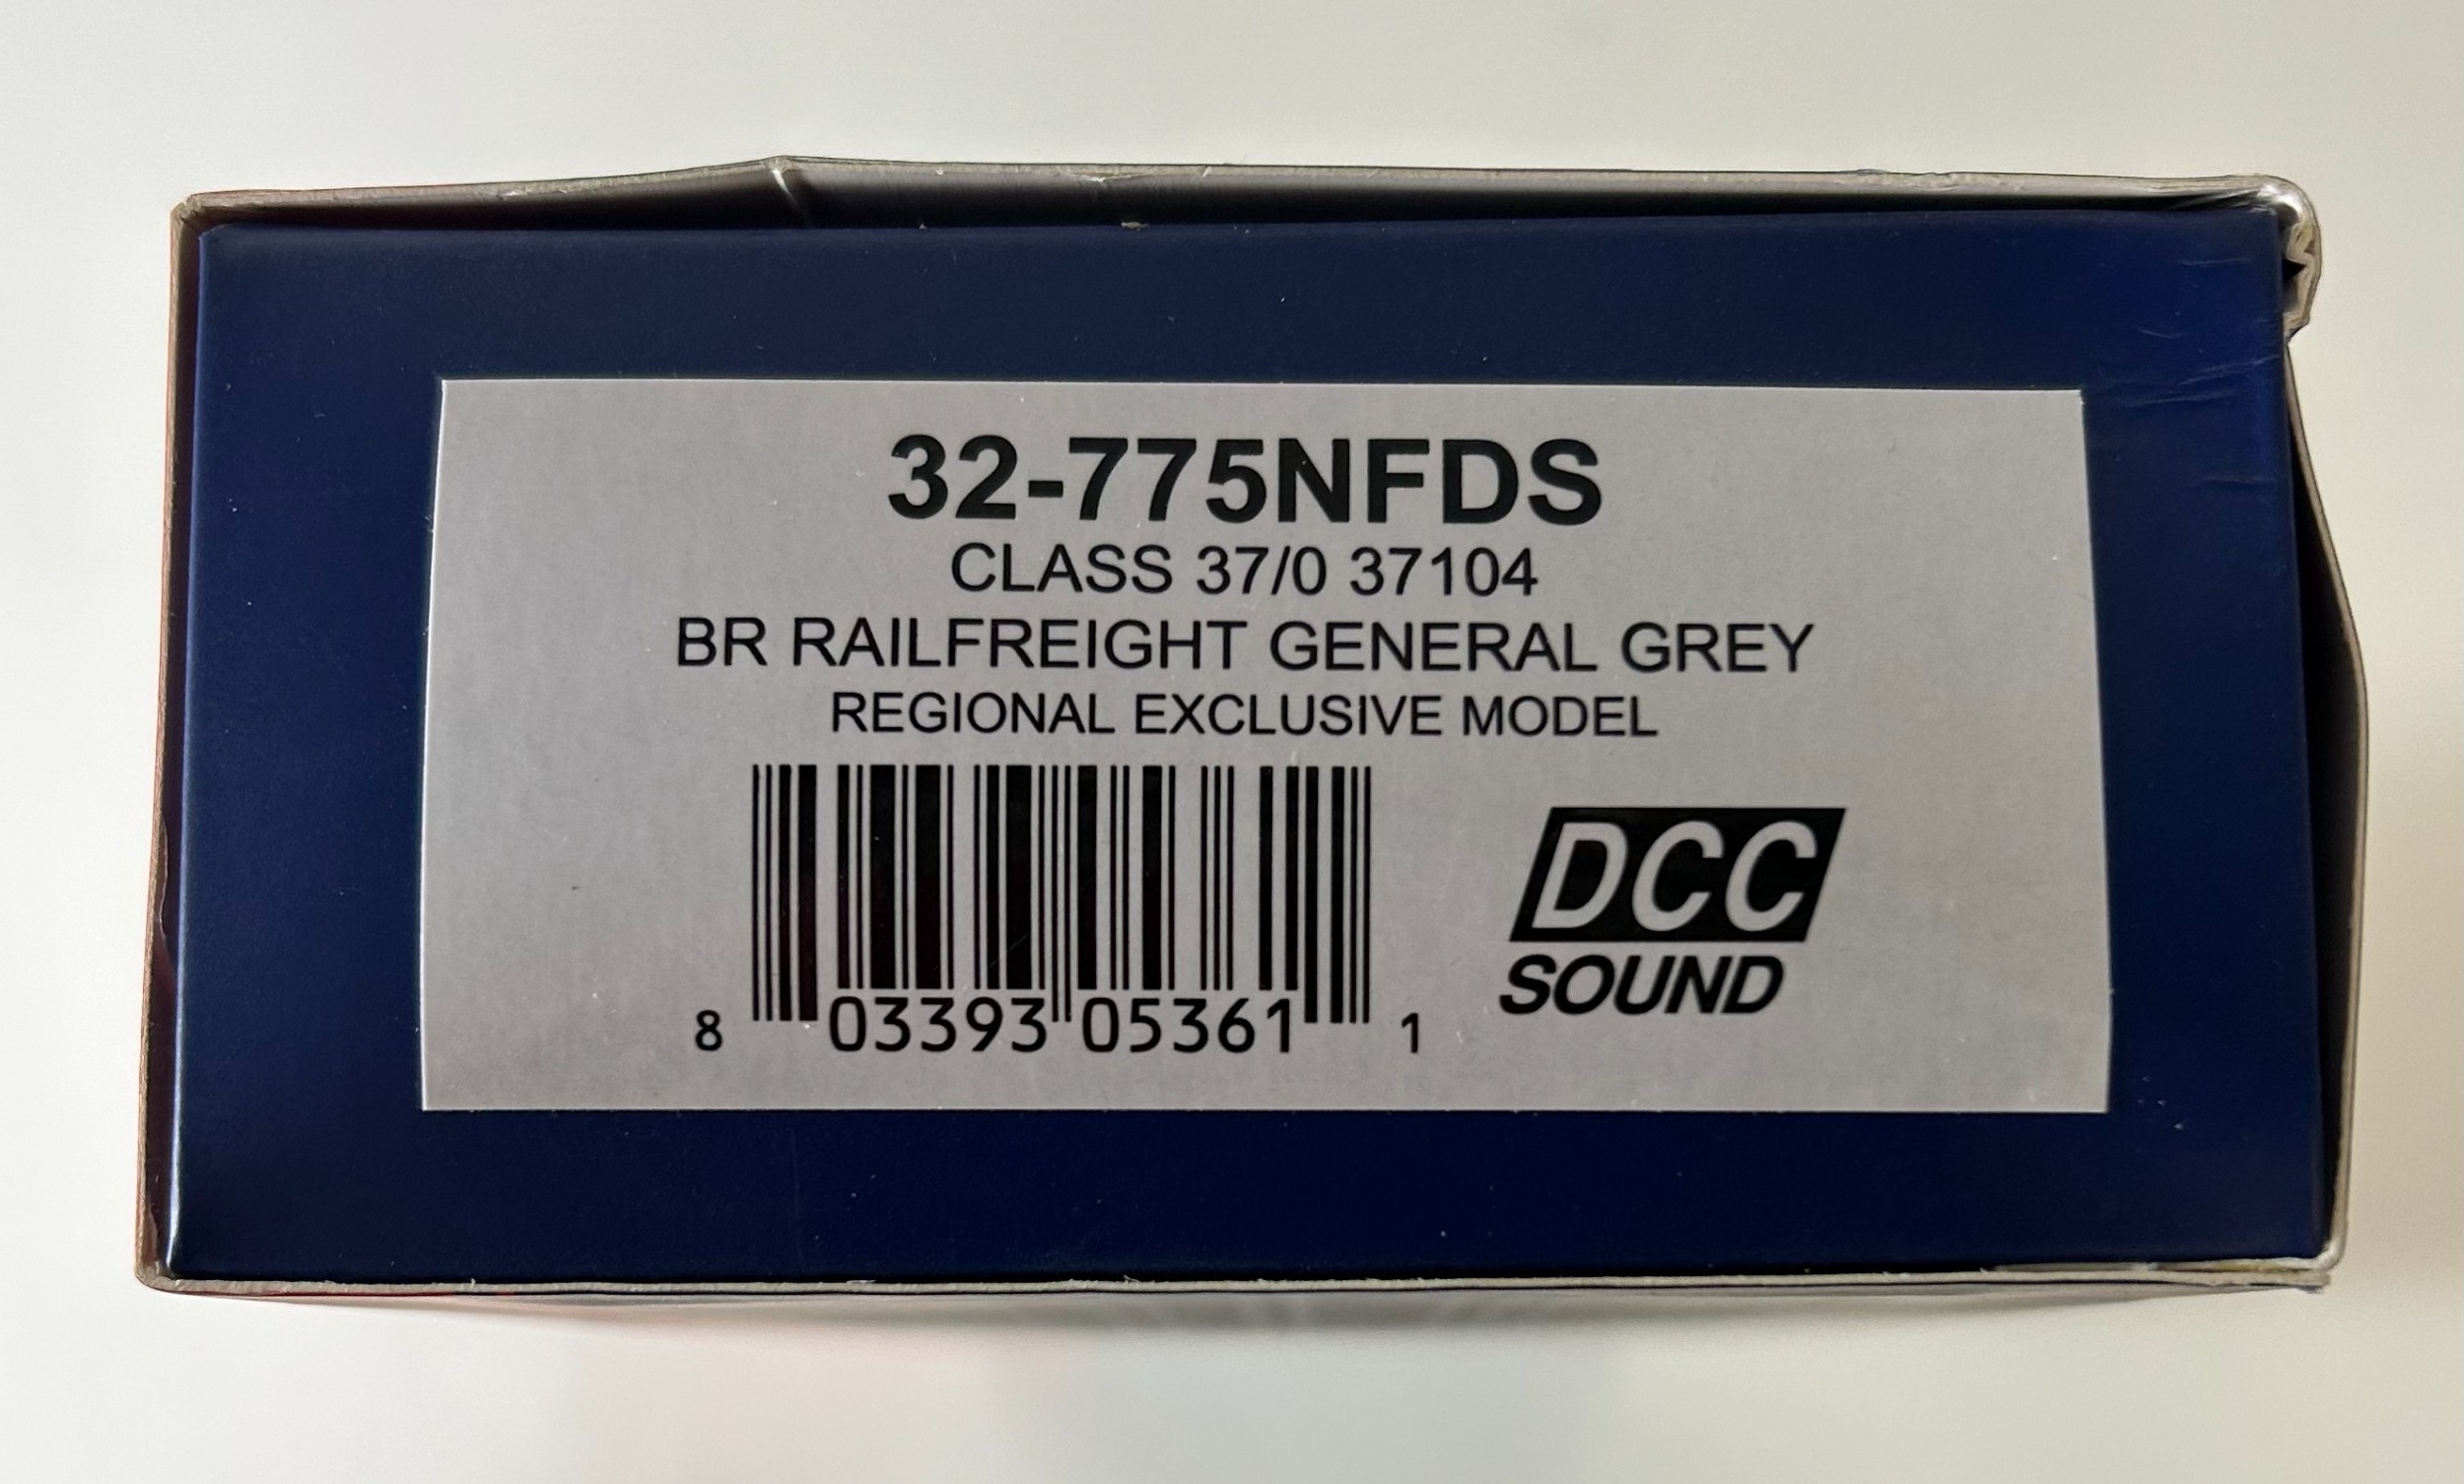 32-775NFDS
CLASS 37/0 37104
BR RAILFREIGHT GENERAL GREY
REGIONAL EXCLUSIVE MODEL
8 03393 05361 1
DCC
SOUND